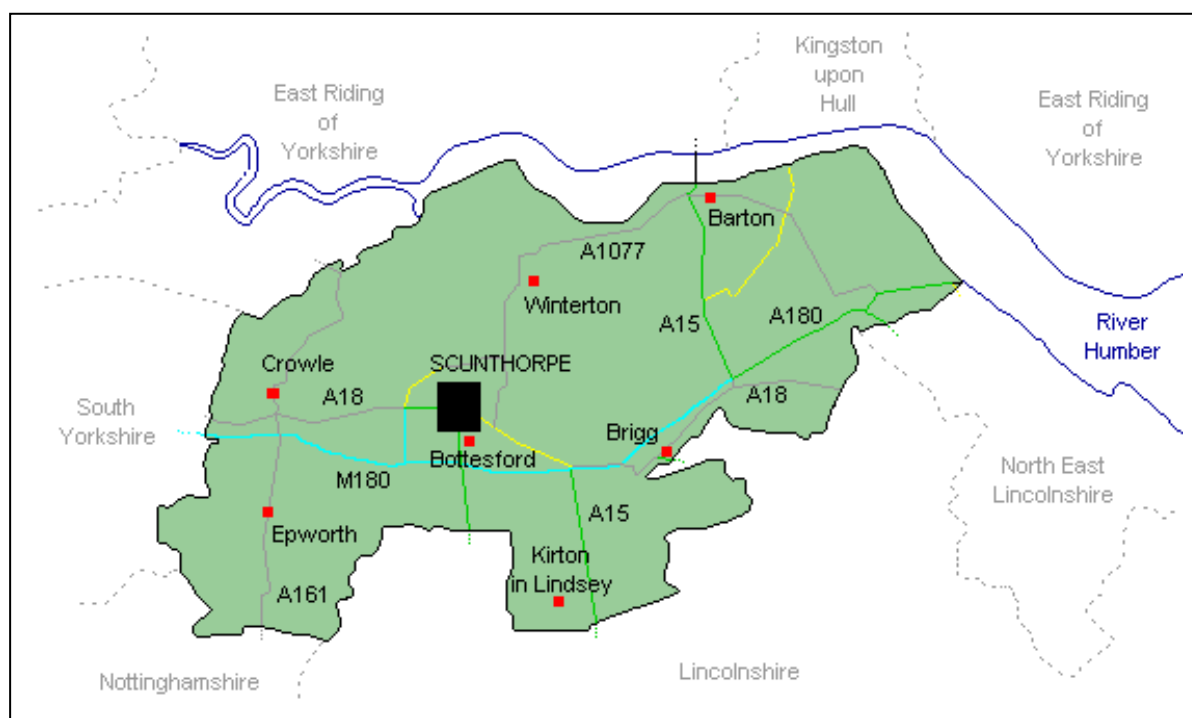 Kingston
upon
Hull
East Riding
of
Yorkshire
East Riding
of
Yorkshire
Barton
A1077
Winterton
A15
A180
River
Humber
Crowle
SCUNTHORPE
A18
A18
South
Yorkshire
Brigg
Bottesford
M180
North East
Lincolnshire
A15
Epworth
Kirton
in Lindsey
A161
Lincolnshire
Nottinghamshire